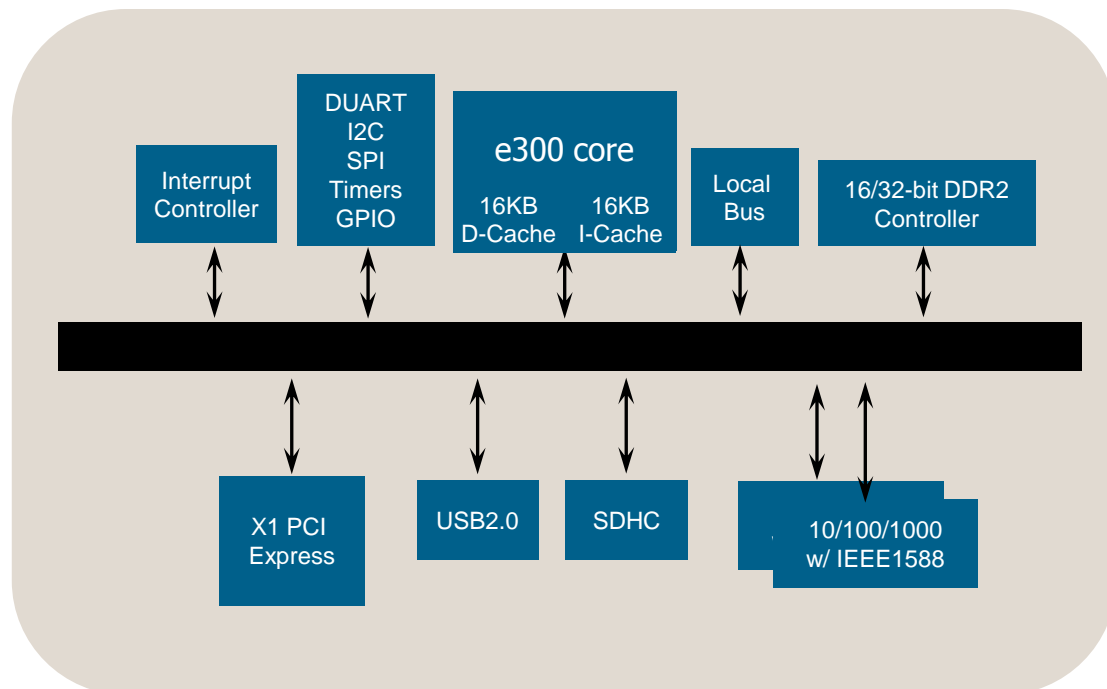 Interrupt
Controller
DUART
I2C
SPI
Timers
GPIO
e300 core
16KB
D-Cache
16KB
I-Cache
Local
Bus
16/32-bit DDR2
Controller
X1 PCI
Express
USB2.0
SDHC
10/100/1000
w/ IEEE1588